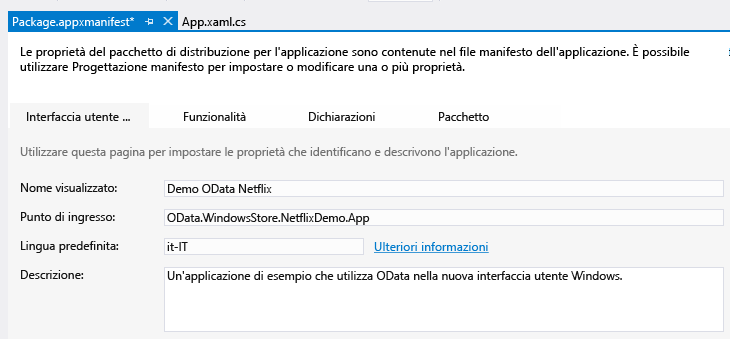 Package.appxmanifest* App.xaml.cs
Le proprietà del pacchetto di distribuzione per l'applicazione sono contenute nel file manifesto dell'applicazione. È possibile
utilizzare Progettazione manifesto per impostare o modificare una o più proprietà.
Interfaccia utente ... Funzionalità Dichiarazioni Pacchetto
Utilizzare questa pagina per impostare le proprietà che identificano e descrivono l'applicazione.
Nome visualizzato: Demo OData Netflix
Punto di ingresso: OData.WindowsStore.NetflixDemo.App
Lingua predefinita: it-IT Ulteriori informazioni
Descrizione: Un'applicazione di esempio che utilizza OData nella nuova interfaccia utente Windows.